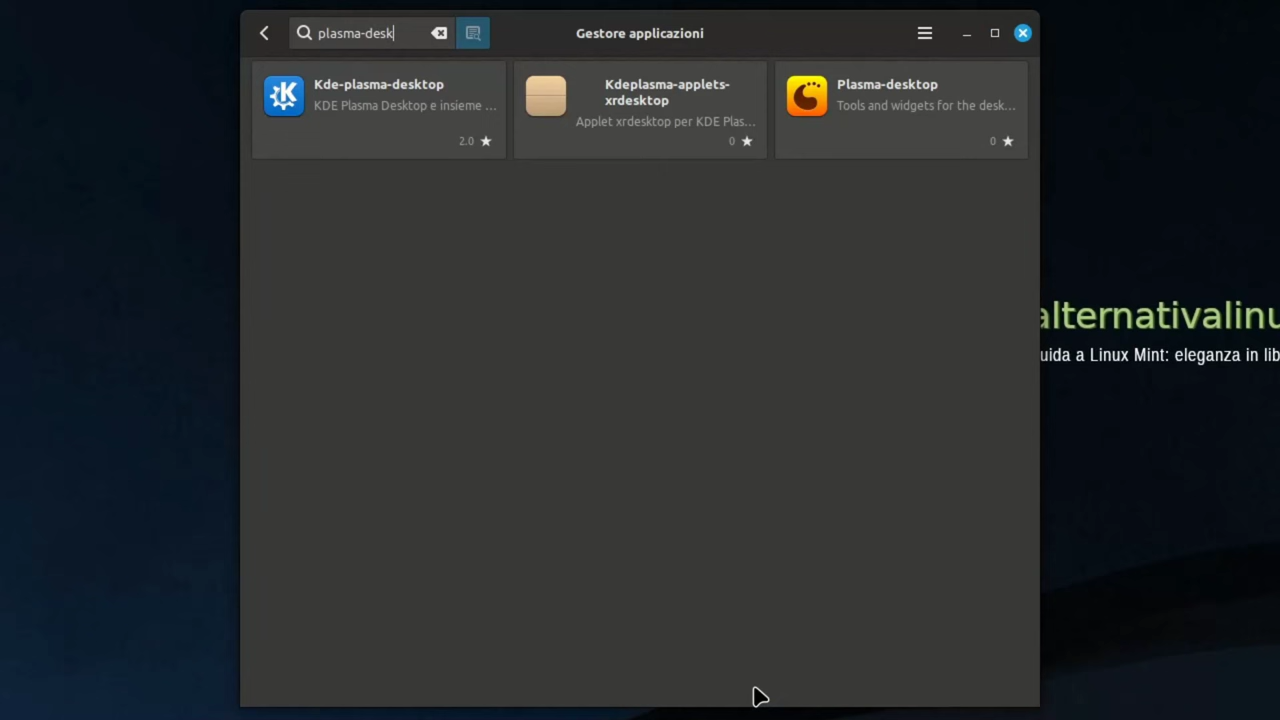 plasma-desk
Gestore applicazioni
Kde-plasma-desktop
KDE Plasma Desktop e insieme ...
2.0 ★
Kdeplasma-applets-
xrdesktop
Applet xrdesktop per KDE Plas...
0 ★
Plasma-desktop
Tools and widgets for the desk...
0 ★
alternativalinu
uida a Linux Mint: eleganza in lib